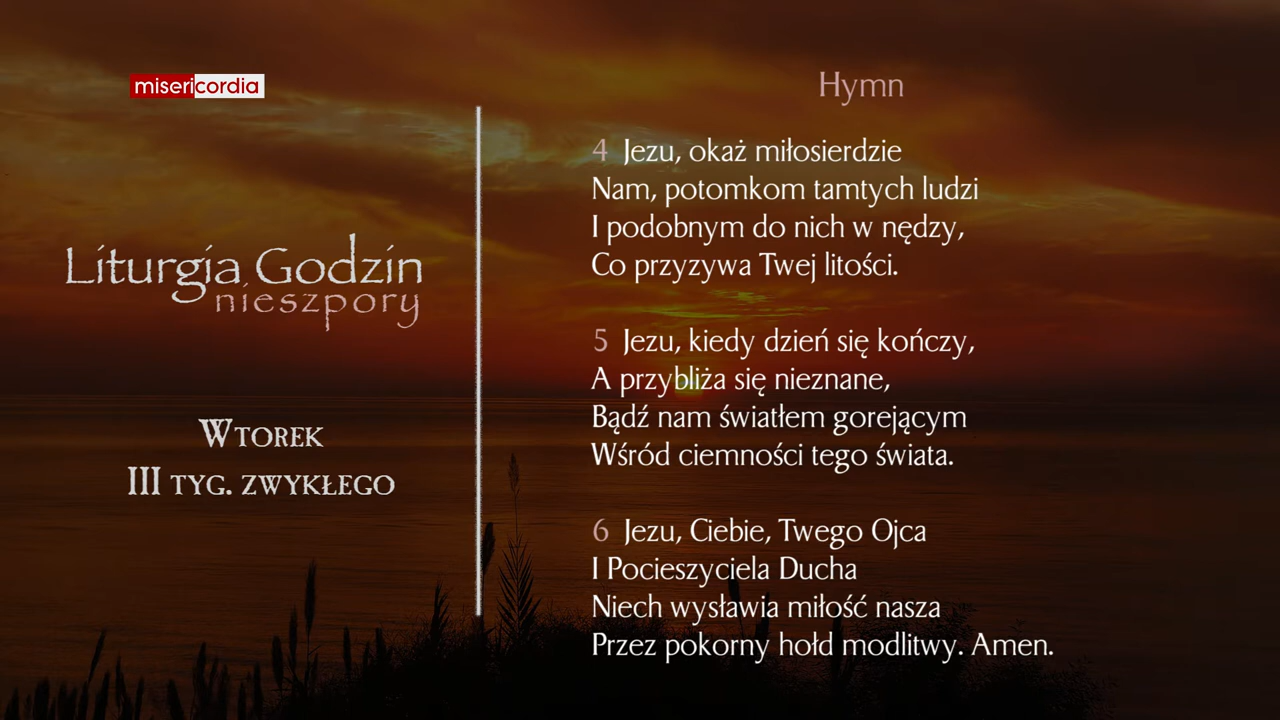 misericordia
Liturgia Godzin
nieszpory
Wtorek
III tyg. zwykłego
Hymn
4 Jezu, okaż miłosierdzie
Nam, potomkom tamtych ludzi
I podobnym do nich w nędzy,
Co przyzywa Twej litości.
5 Jezu, kiedy dzień się kończy,
A przybliża się nieznane,
Bądź nam światłem gorejącym
Wśród ciemności tego świata.
6 Jezu, Ciebie, Twego Ojca
I Pocieszyciela Ducha
Niech wysławia miłość nasza
Przez pokorny hołd modlitwy. Amen.